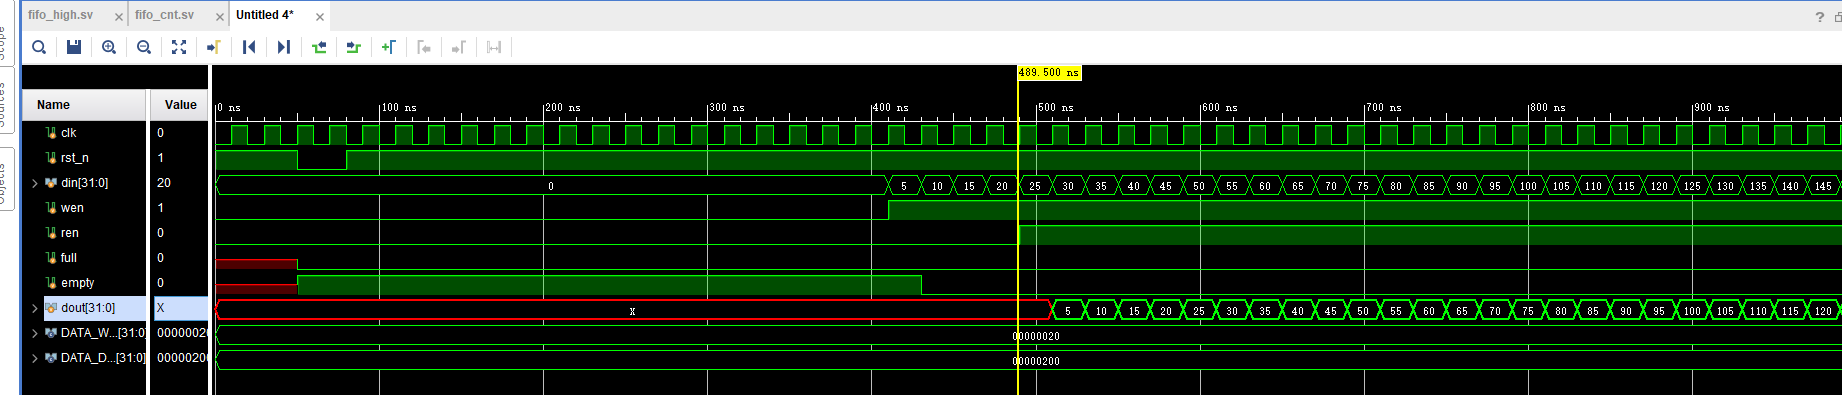 fifo_high.sv × fifo_cnt.sv × Untitled 4* × ?
Scope
Sources
Objects
489.500 ns
Name Value 0 ns 100 ns 200 ns 300 ns 400 ns 500 ns 600 ns 700 ns 800 ns 900 ns
clk 0
rst_n 1
din[31:0] 20 0 5 10 15 20 25 30 35 40 45 50 55 60 65 70 75 80 85 90 95 100 105 110 115 120 125 130 135 140 145
wen 1
ren 0
full 0
empty 0
dout[31:0] X X 5 10 15 20 25 30 35 40 45 50 55 60 65 70 75 80 85 90 95 100 105 110 115 120
DATA_W...[31:0] 00000020 00000020
DATA_D...[31:0] 00000200 00000200